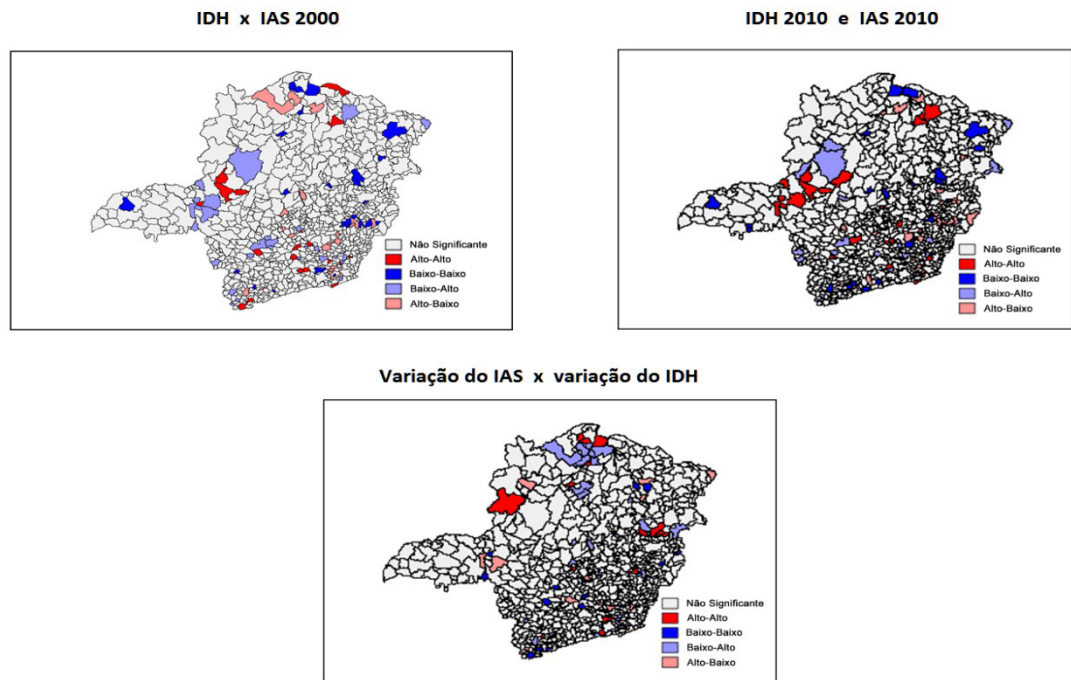 IDH x IAS 2000
IDH 2010 e IAS 2010
Não Significante
Alto-Alto
Baixo-Baixo
Baixo-Alto
Alto-Baixo
Não Significante
Alto-Alto
Baixo-Baixo
Baixo-Alto
Alto-Baixo
Variação do IAS x variação do IDH
Não Significante
Alto-Alto
Baixo-Baixo
Baixo-Alto
Alto-Baixo